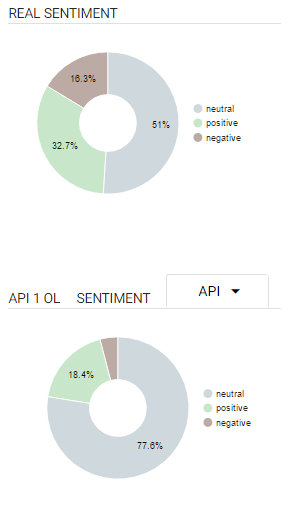 REAL SENTIMENT
16.3%
51%
32.7%
neutral
positive
negative
API 1 OL SENTIMENT
API
18.4%
77.6%
neutral
positive
negative